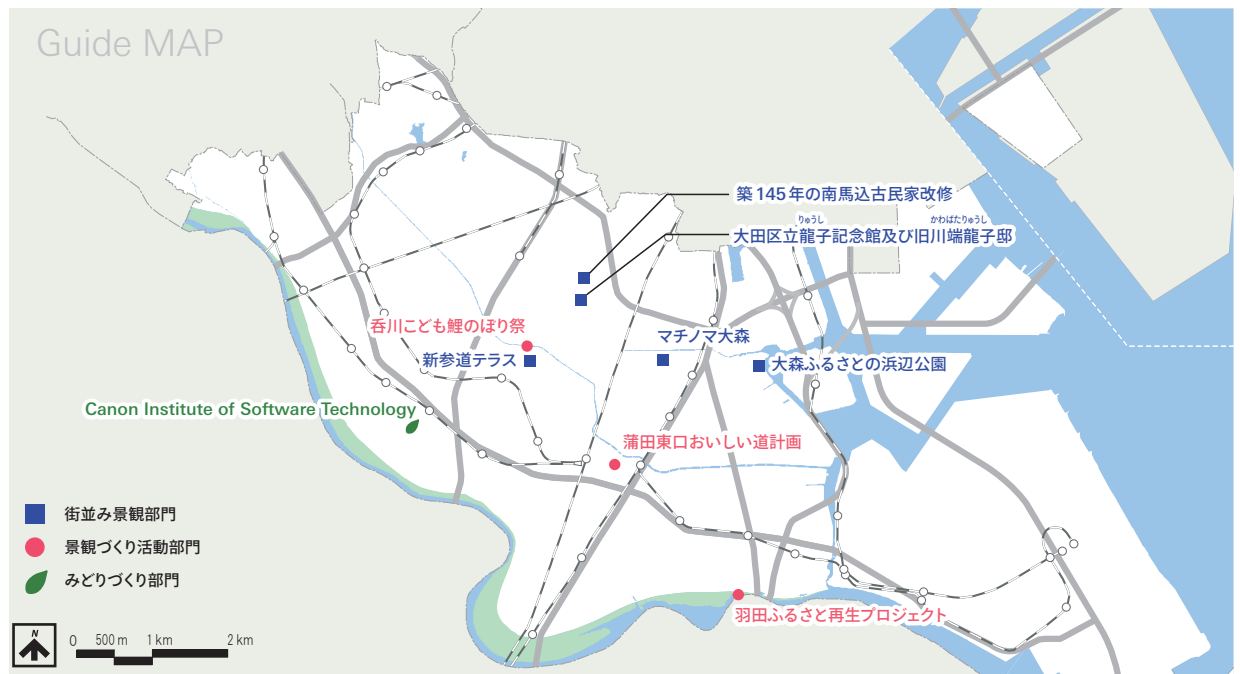 Guide MAP
築145年の南馬込古民家改修
りゅうし かわばたりゅうし
大田区立龍子記念館及び旧川端龍子邸
呑川こども鯉のぼり祭
マチノマ大森
新参道テラス
大森ふるさとの浜辺公園
Canon Institute of Software Technology
蒲田東口おいしい道計画
街並み景観部門
景観づくり活動部門
みどりづくり部門
羽田ふるさと再生プロジェクト
N
0 500 m 1 km 2 km